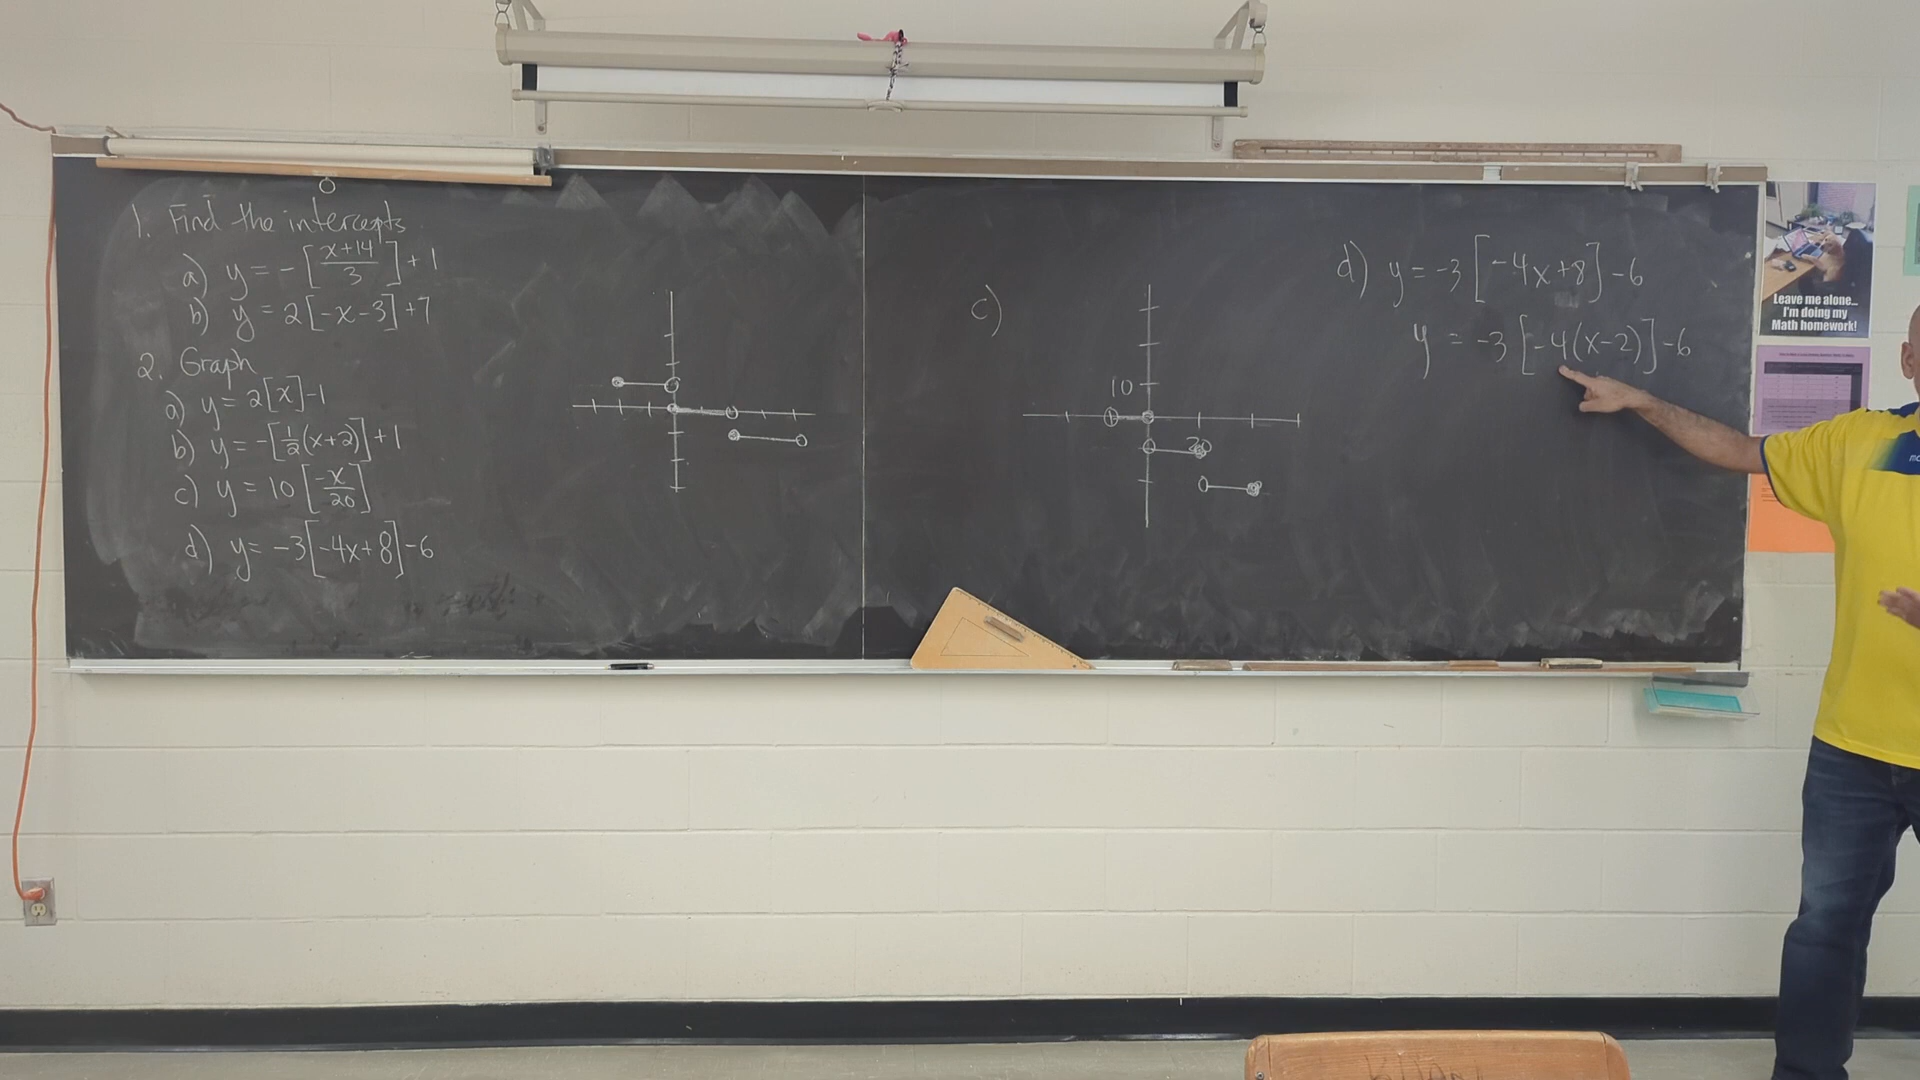 1. Find the intercepts
a) y = -[x+14/3] + 1
b) y = 2[-x-3]+7
2. Graph
a) y = 2[x]-1
b) y = -[1/2(x+2)]+1
c) y = 10[-x/20]
d) y = -3[-4x+8]-6
c)
10
20
d) y = -3[-4x+8]-6
y = -3[-4(x-2)]-6
Leave me alone...
I'm doing my
Math homework!